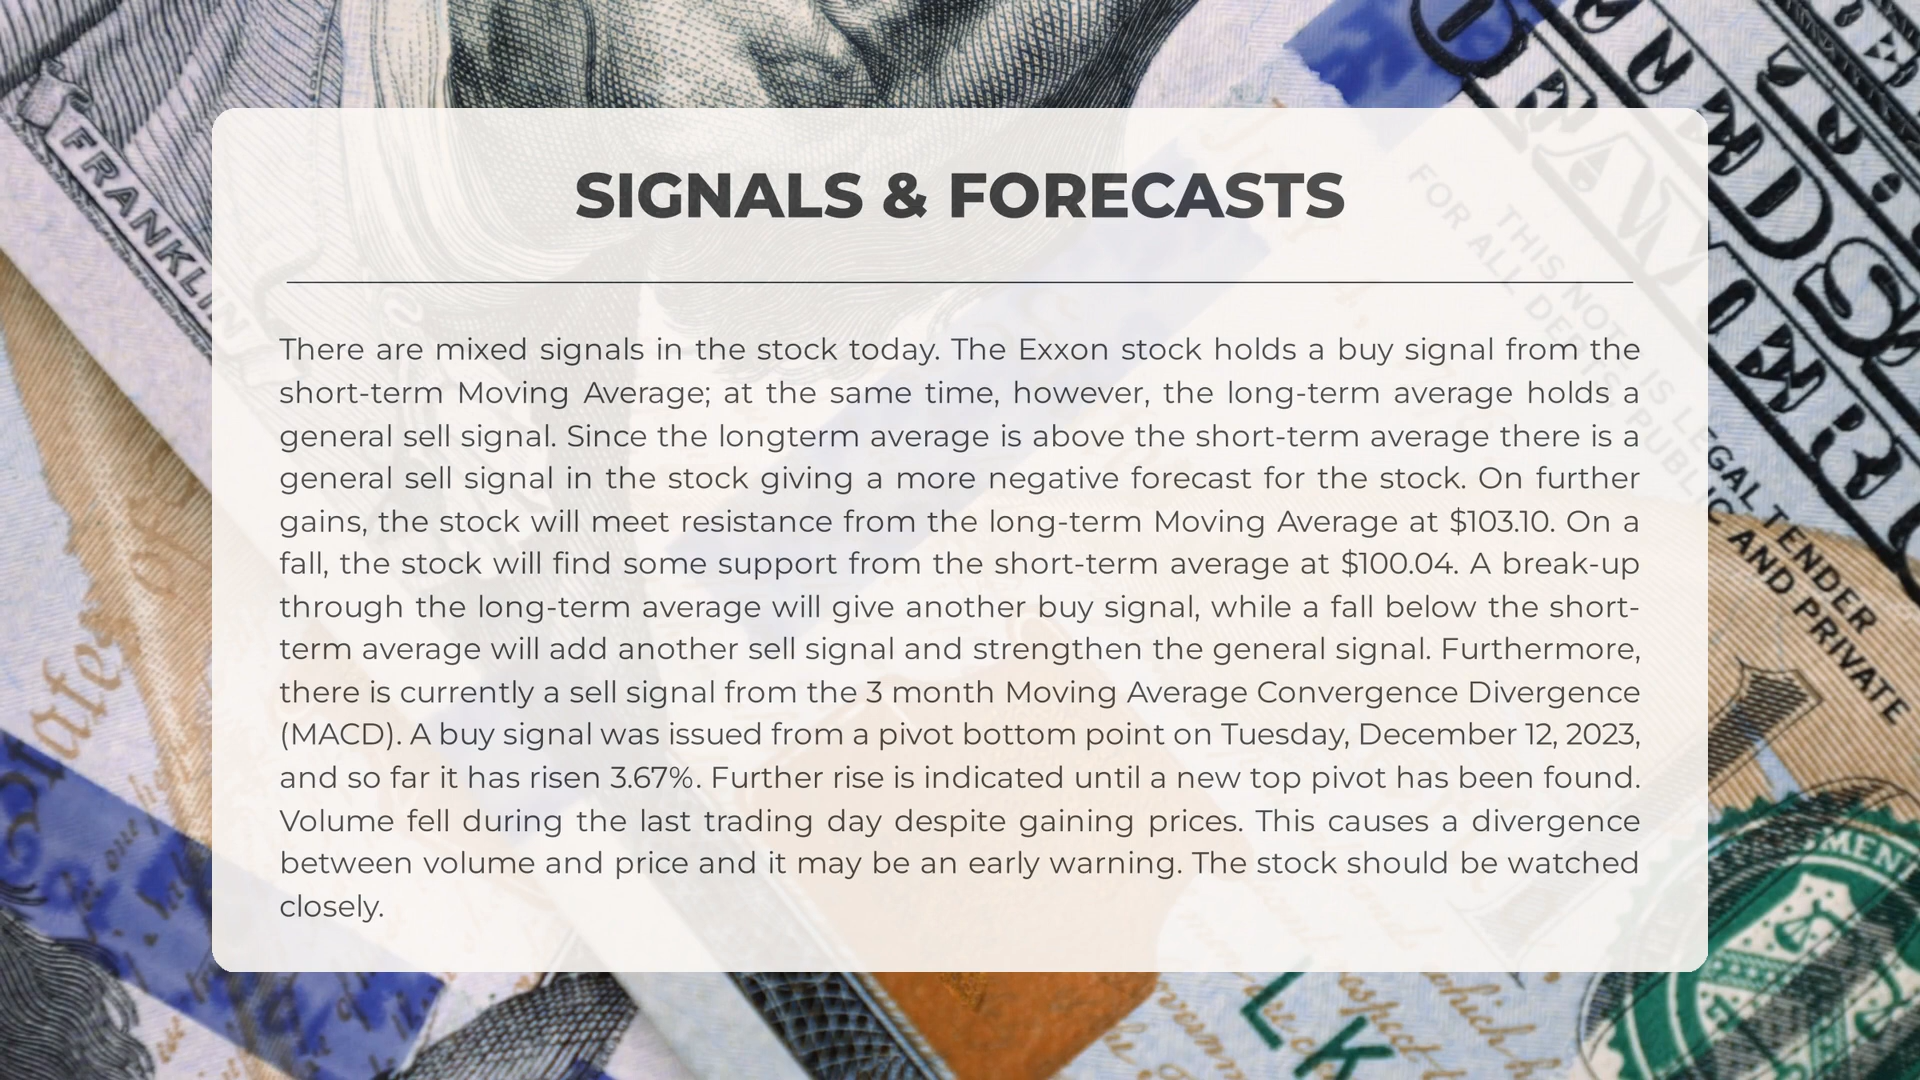 FRANKLIN
SIGNALS & FORECASTS
There are mixed signals in the stock today. The Exxon stock holds a buy signal from the
short-term Moving Average; at the same time, however, the long-term average holds a
general sell signal. Since the longterm average is above the short-term average there is a
general sell signal in the stock giving a more negative forecast for the stock. On further
gains, the stock will meet resistance from the long-term Moving Average at $103.10. On a
fall, the stock will find some support from the short-term average at $100.04. A break-up
through the long-term average will give another buy signal, while a fall below the short-
term average will add another sell signal and strengthen the general signal. Furthermore,
there is currently a sell signal from the 3 month Moving Average Convergence Divergence
(MACD). A buy signal was issued from a pivot bottom point on Tuesday, December 12, 2023,
and so far it has risen 3.67%. Further rise is indicated until a new top pivot has been found.
Volume fell during the last trading day despite gaining prices. This causes a divergence
between volume and price and it may be an early warning. The stock should be watched
closely.
THIS NOTE IS LEGAL TENDER
FOR ALL DEBTS, PUBLIC AND PRIVATE